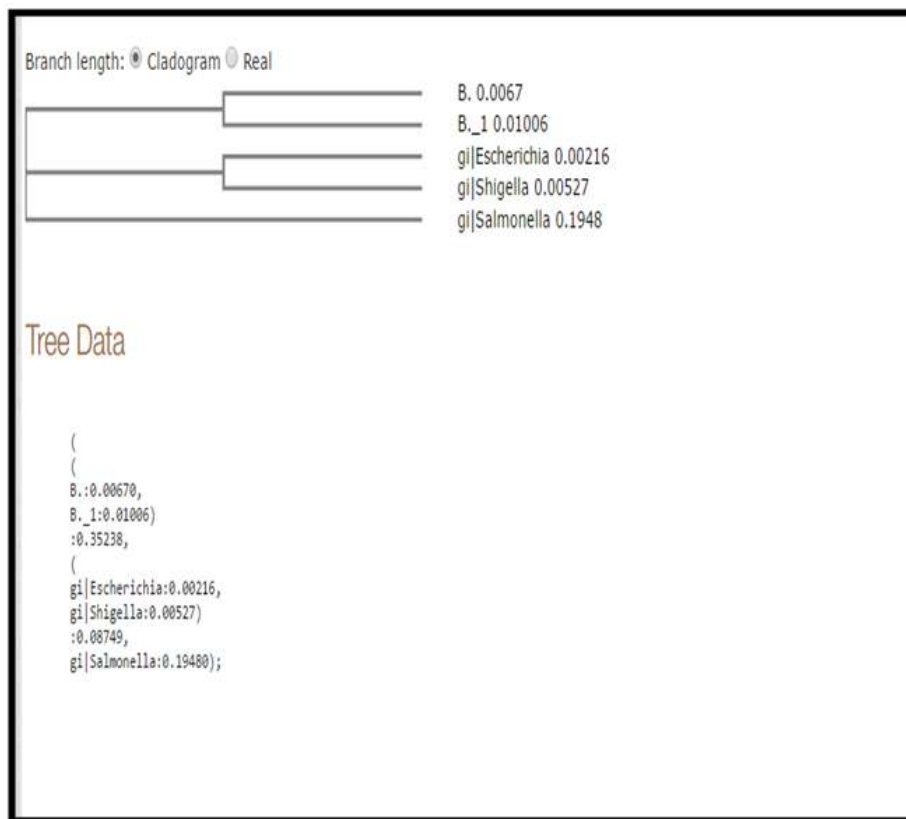 Branch length: Cladogram Real
B. 0.0067
B._1 0.01006
gi|Escherichia 0.00216
gi|Shigella 0.00527
gi|Salmonella 0.1948
Tree Data
(
(
B.:0.00670,
B._1:0.01006)
:0.35238,
(
gi|Escherichia:0.00216,
gi|Shigella:0.00527)
:0.08749,
gi|Salmonella:0.19480);